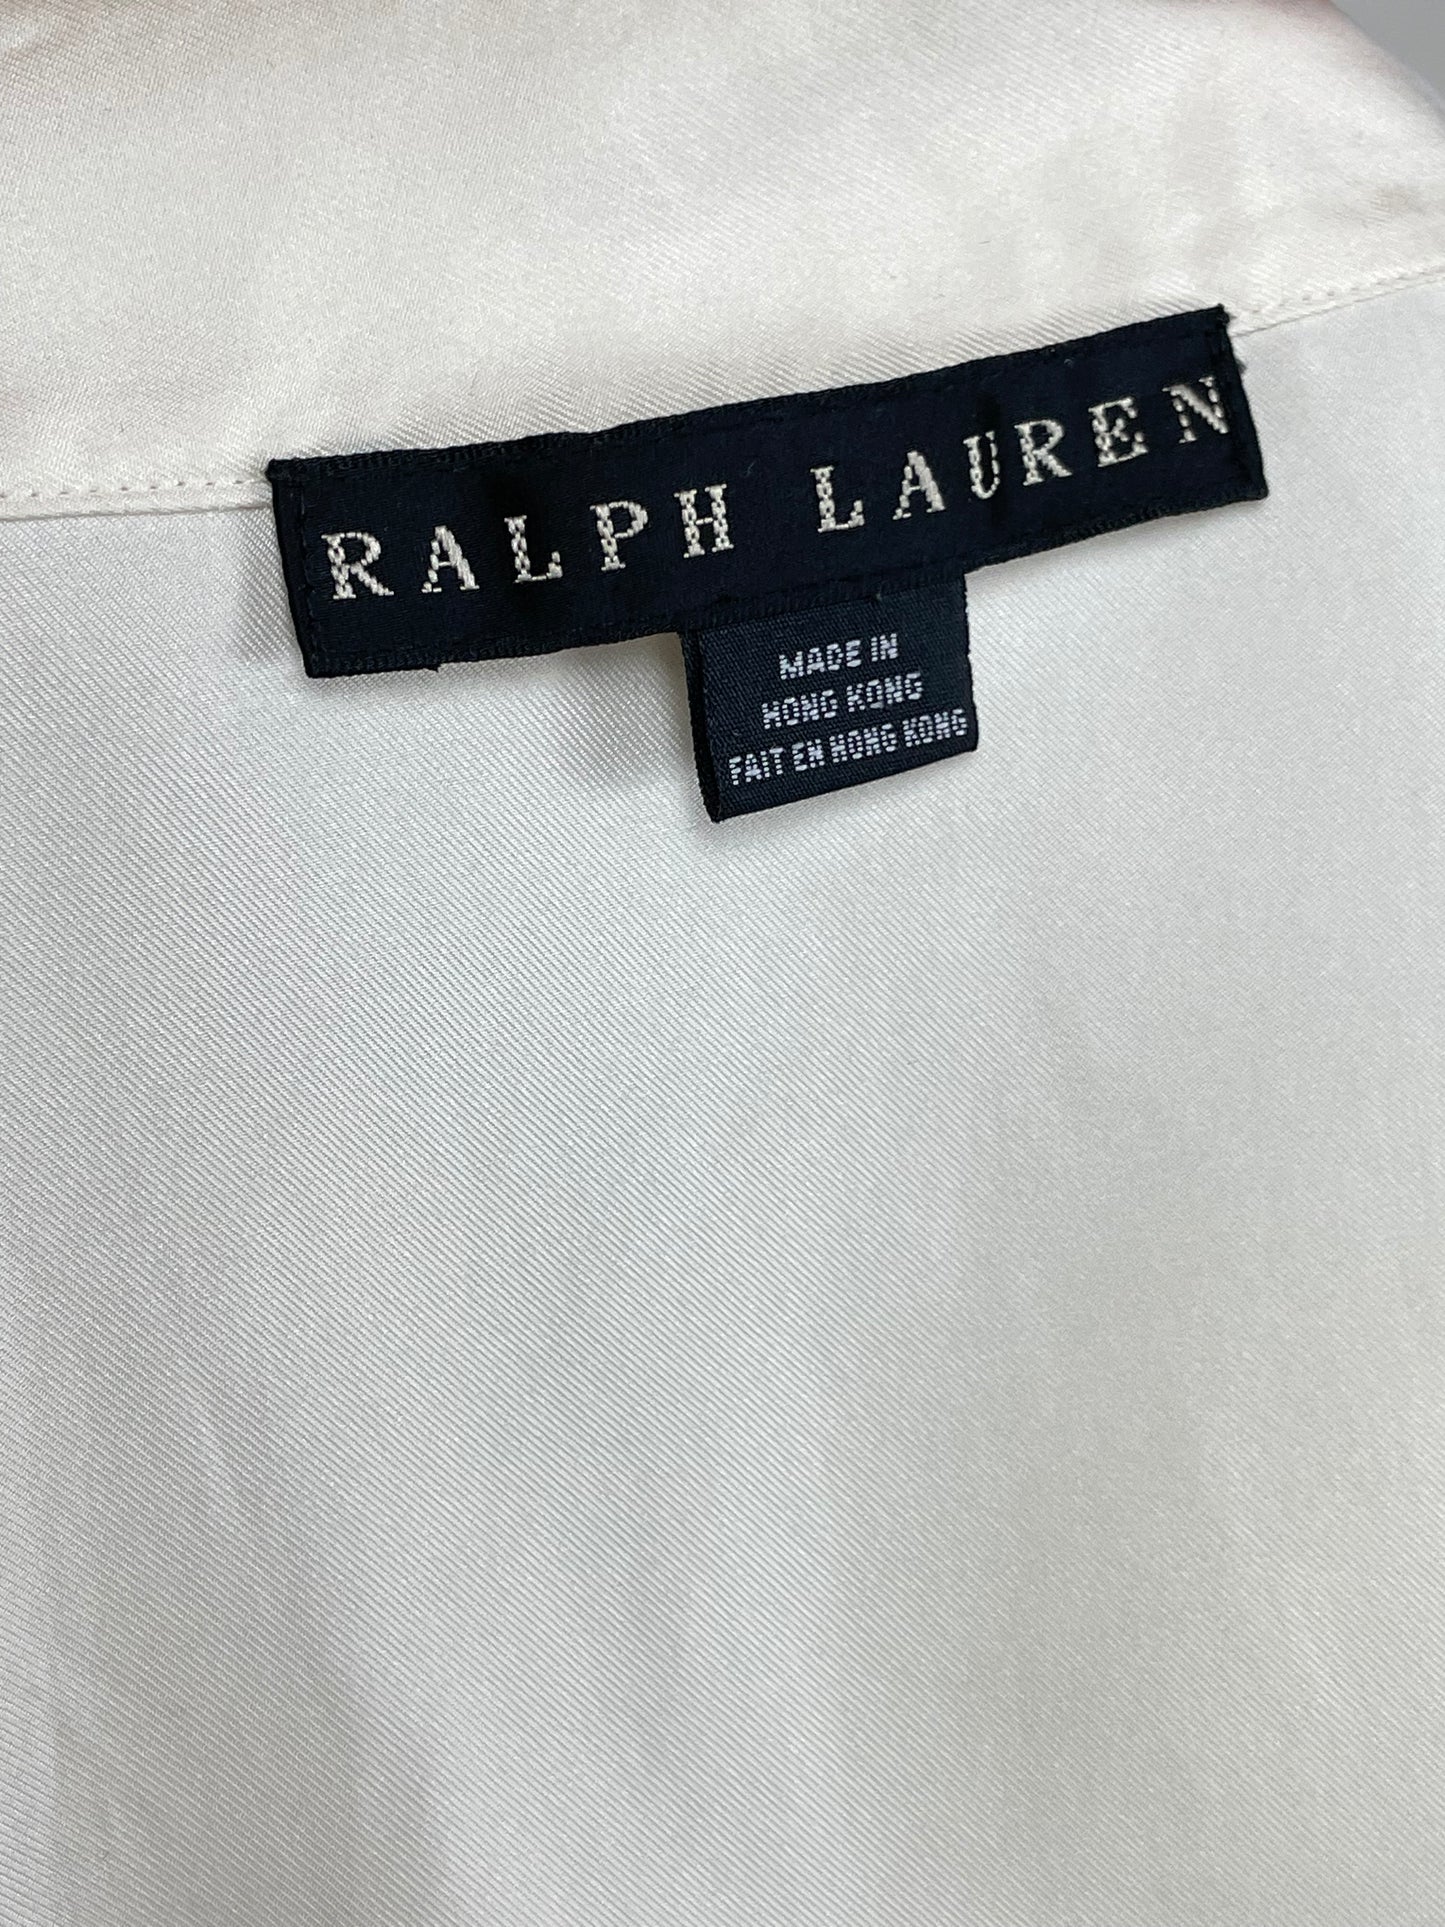 RALPH LAUREN
MADE IN
HONG KONG
FAIT EN HONG KONG